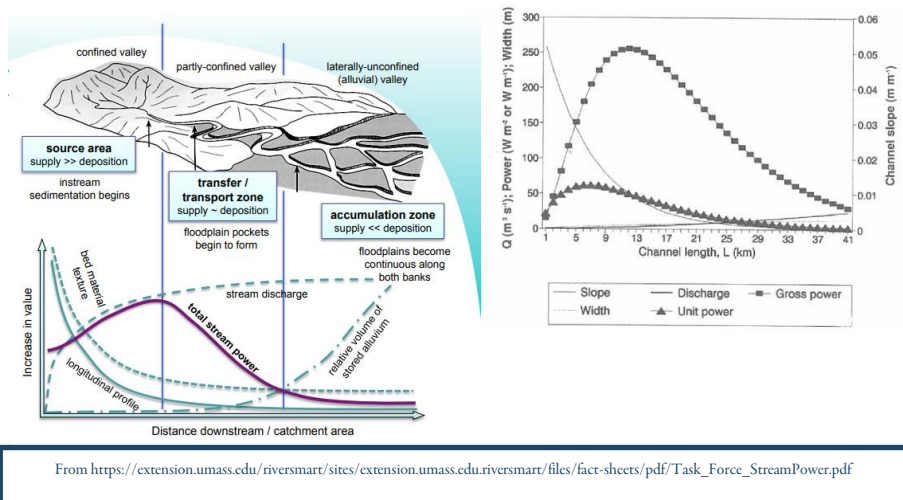 confined valley
partly-confined valley
laterally-unconfined
(alluvial) valley
source area
supply >> deposition
instream
sedimentation begins
transfer /
transport zone
supply ~ deposition
floodplain pockets
begin to form
accumulation zone
supply << deposition
floodplains become
continuous along
both banks
Increase in value
bed material
texture
longitudinal profile
stream discharge
total stream power
relative volume of
stored alluvium
Distance downstream / catchment area
Q (m³ s⁻¹); Power (W m⁻² or W m⁻¹); Width (m)
300
250
200
150
100
50
0
0.06
0.05
0.04
0.03
0.02
0.01
0
Channel slope (m m⁻¹)
1 5 9 13 17 21 25 29 33 37 41
Channel length, L (km)
Slope Discharge Gross power
Width Unit power
From https://extension.umass.edu/riversmart/sites/extension.umass.edu.riversmart/files/fact-sheets/pdf/Task_Force_StreamPower.pdf